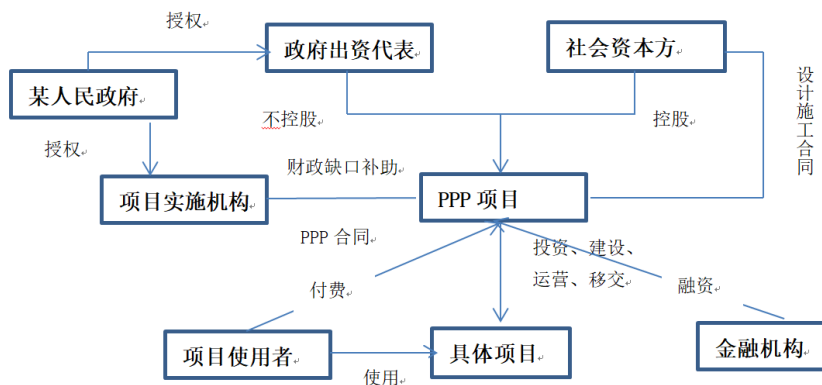 授权
政府出资代表
社会资本方
某人民政府
设计施工合同
不控股
控股
授权
财政缺口补助
项目实施机构
PPP 项目
PPP 合同
投资、建设、
运营、移交
付费
融资
项目使用者
具体项目
金融机构
使用